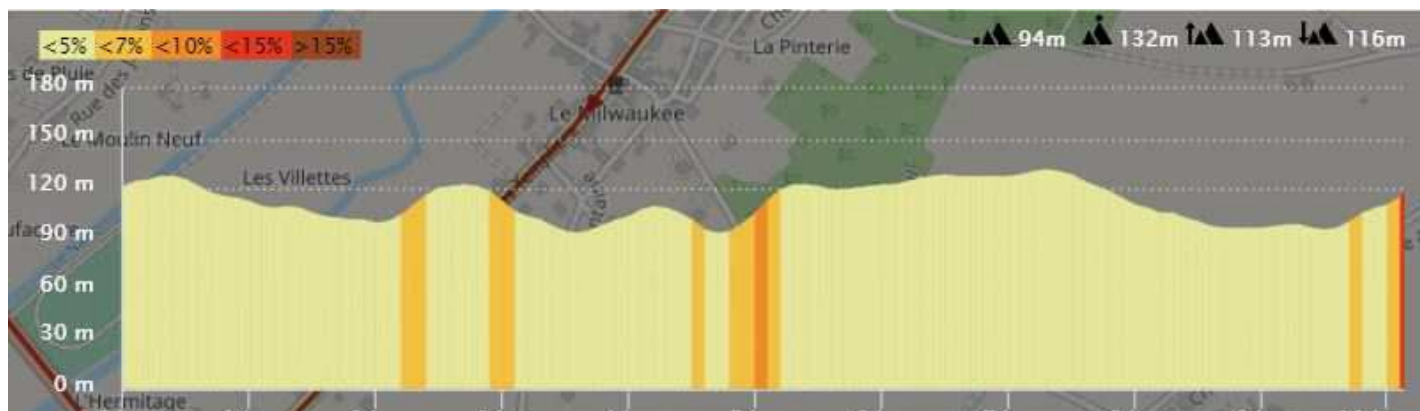 <5% <7% <10% <15% >15%
94m 132m 113m 116m
La Pinterie
180 m
Le Milwaukee
150 m
Le Moulin Neuf
Les Villettes
120 m
90 m
60 m
30 m
0 m
L'Hermitage